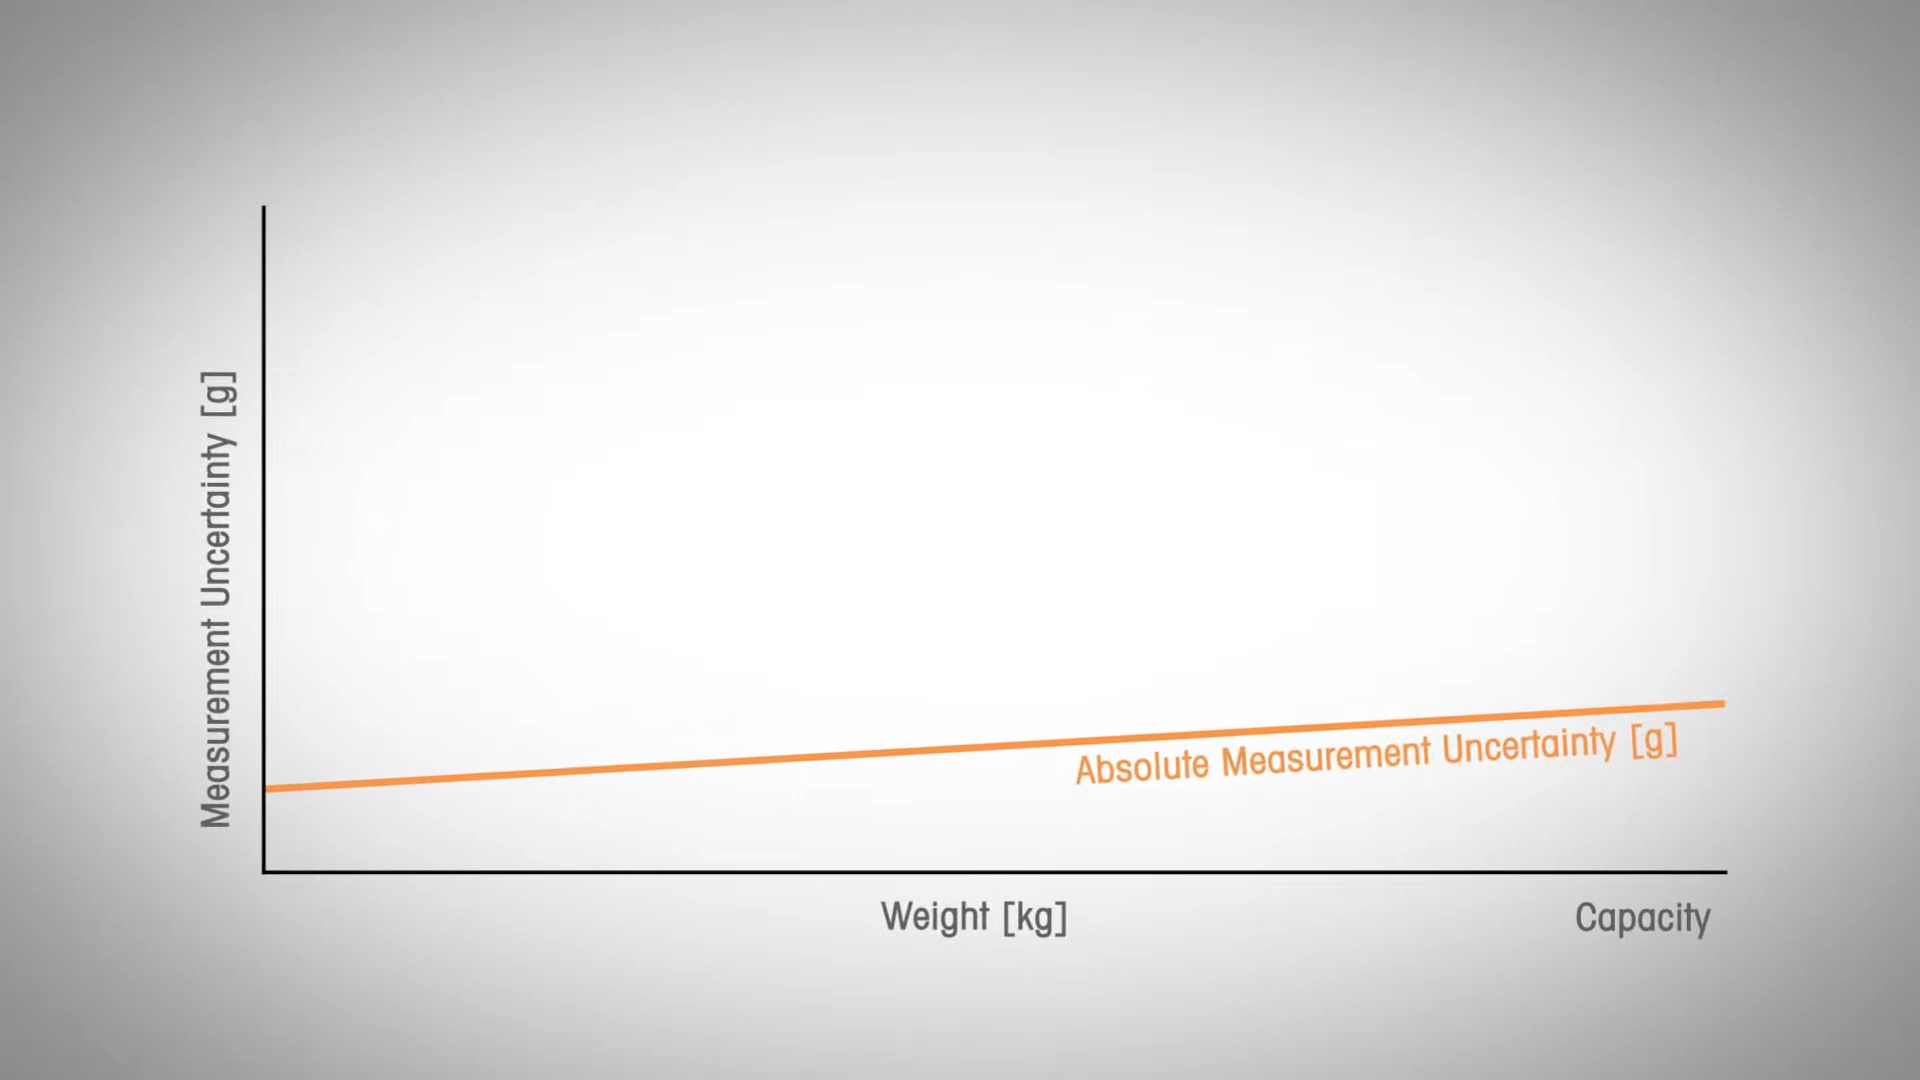 Measurement Uncertainty [g]
Absolute Measurement Uncertainty [g]
Weight [kg]
Capacity